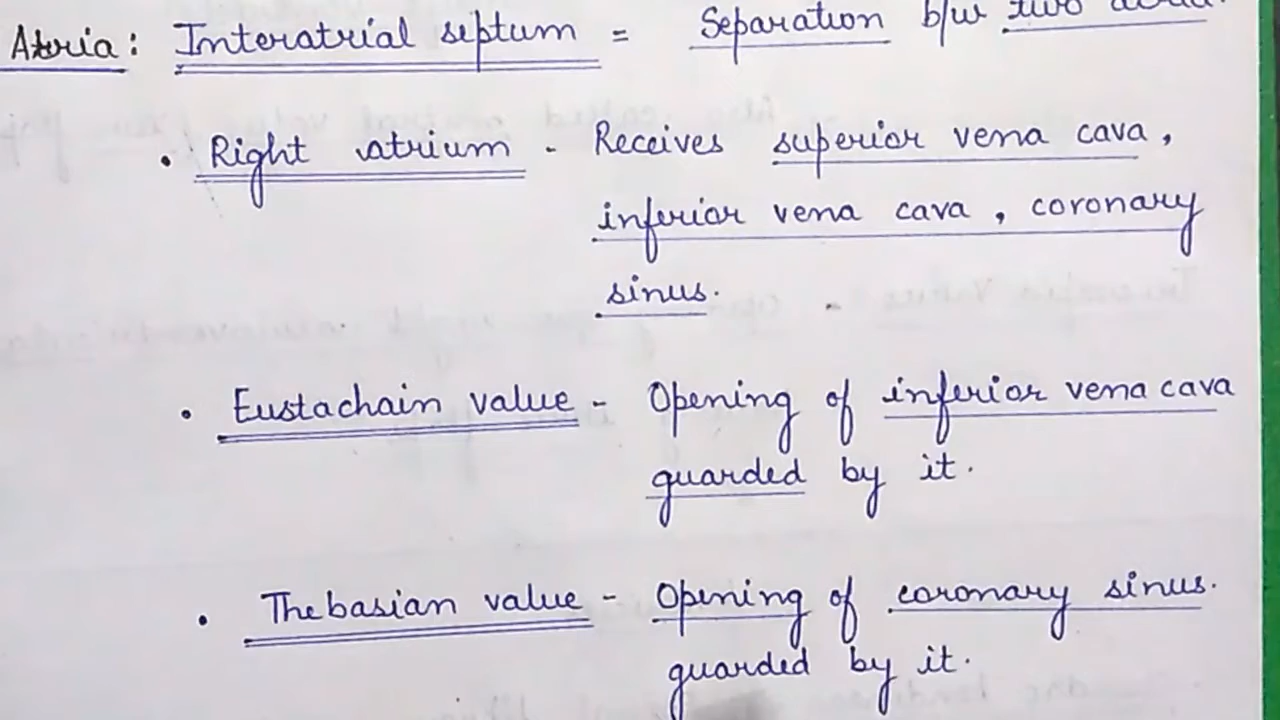 Atria: Interatrial septum = Separation b/w two atria.
• Right atrium - Receives superior vena cava,
inferior vena cava, coronary
sinus.
• Eustachain value - Opening of inferior vena cava
guarded by it.
• Thebasian value - Opening of coronary sinus.
guarded by it.